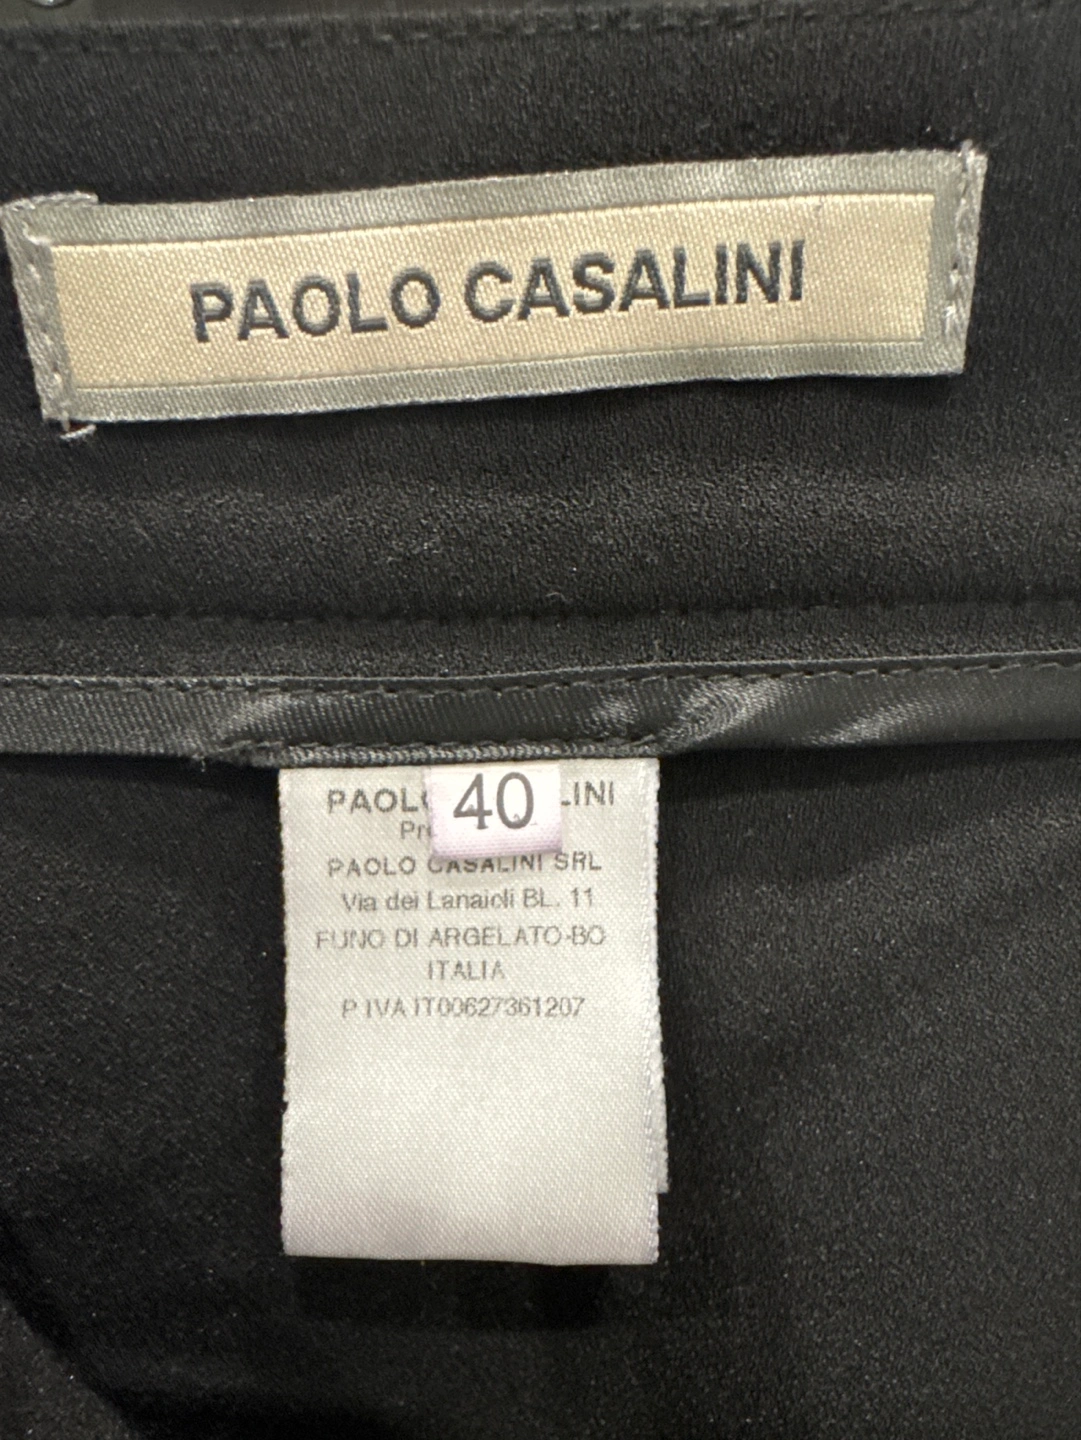 PAOLO CASALINI
40
PAOLO CASALINI SRL
Via dei Lanaioli BL. 11
FUNO DI ARGELATO-BO
ITALIA
P IVA IT00627361207